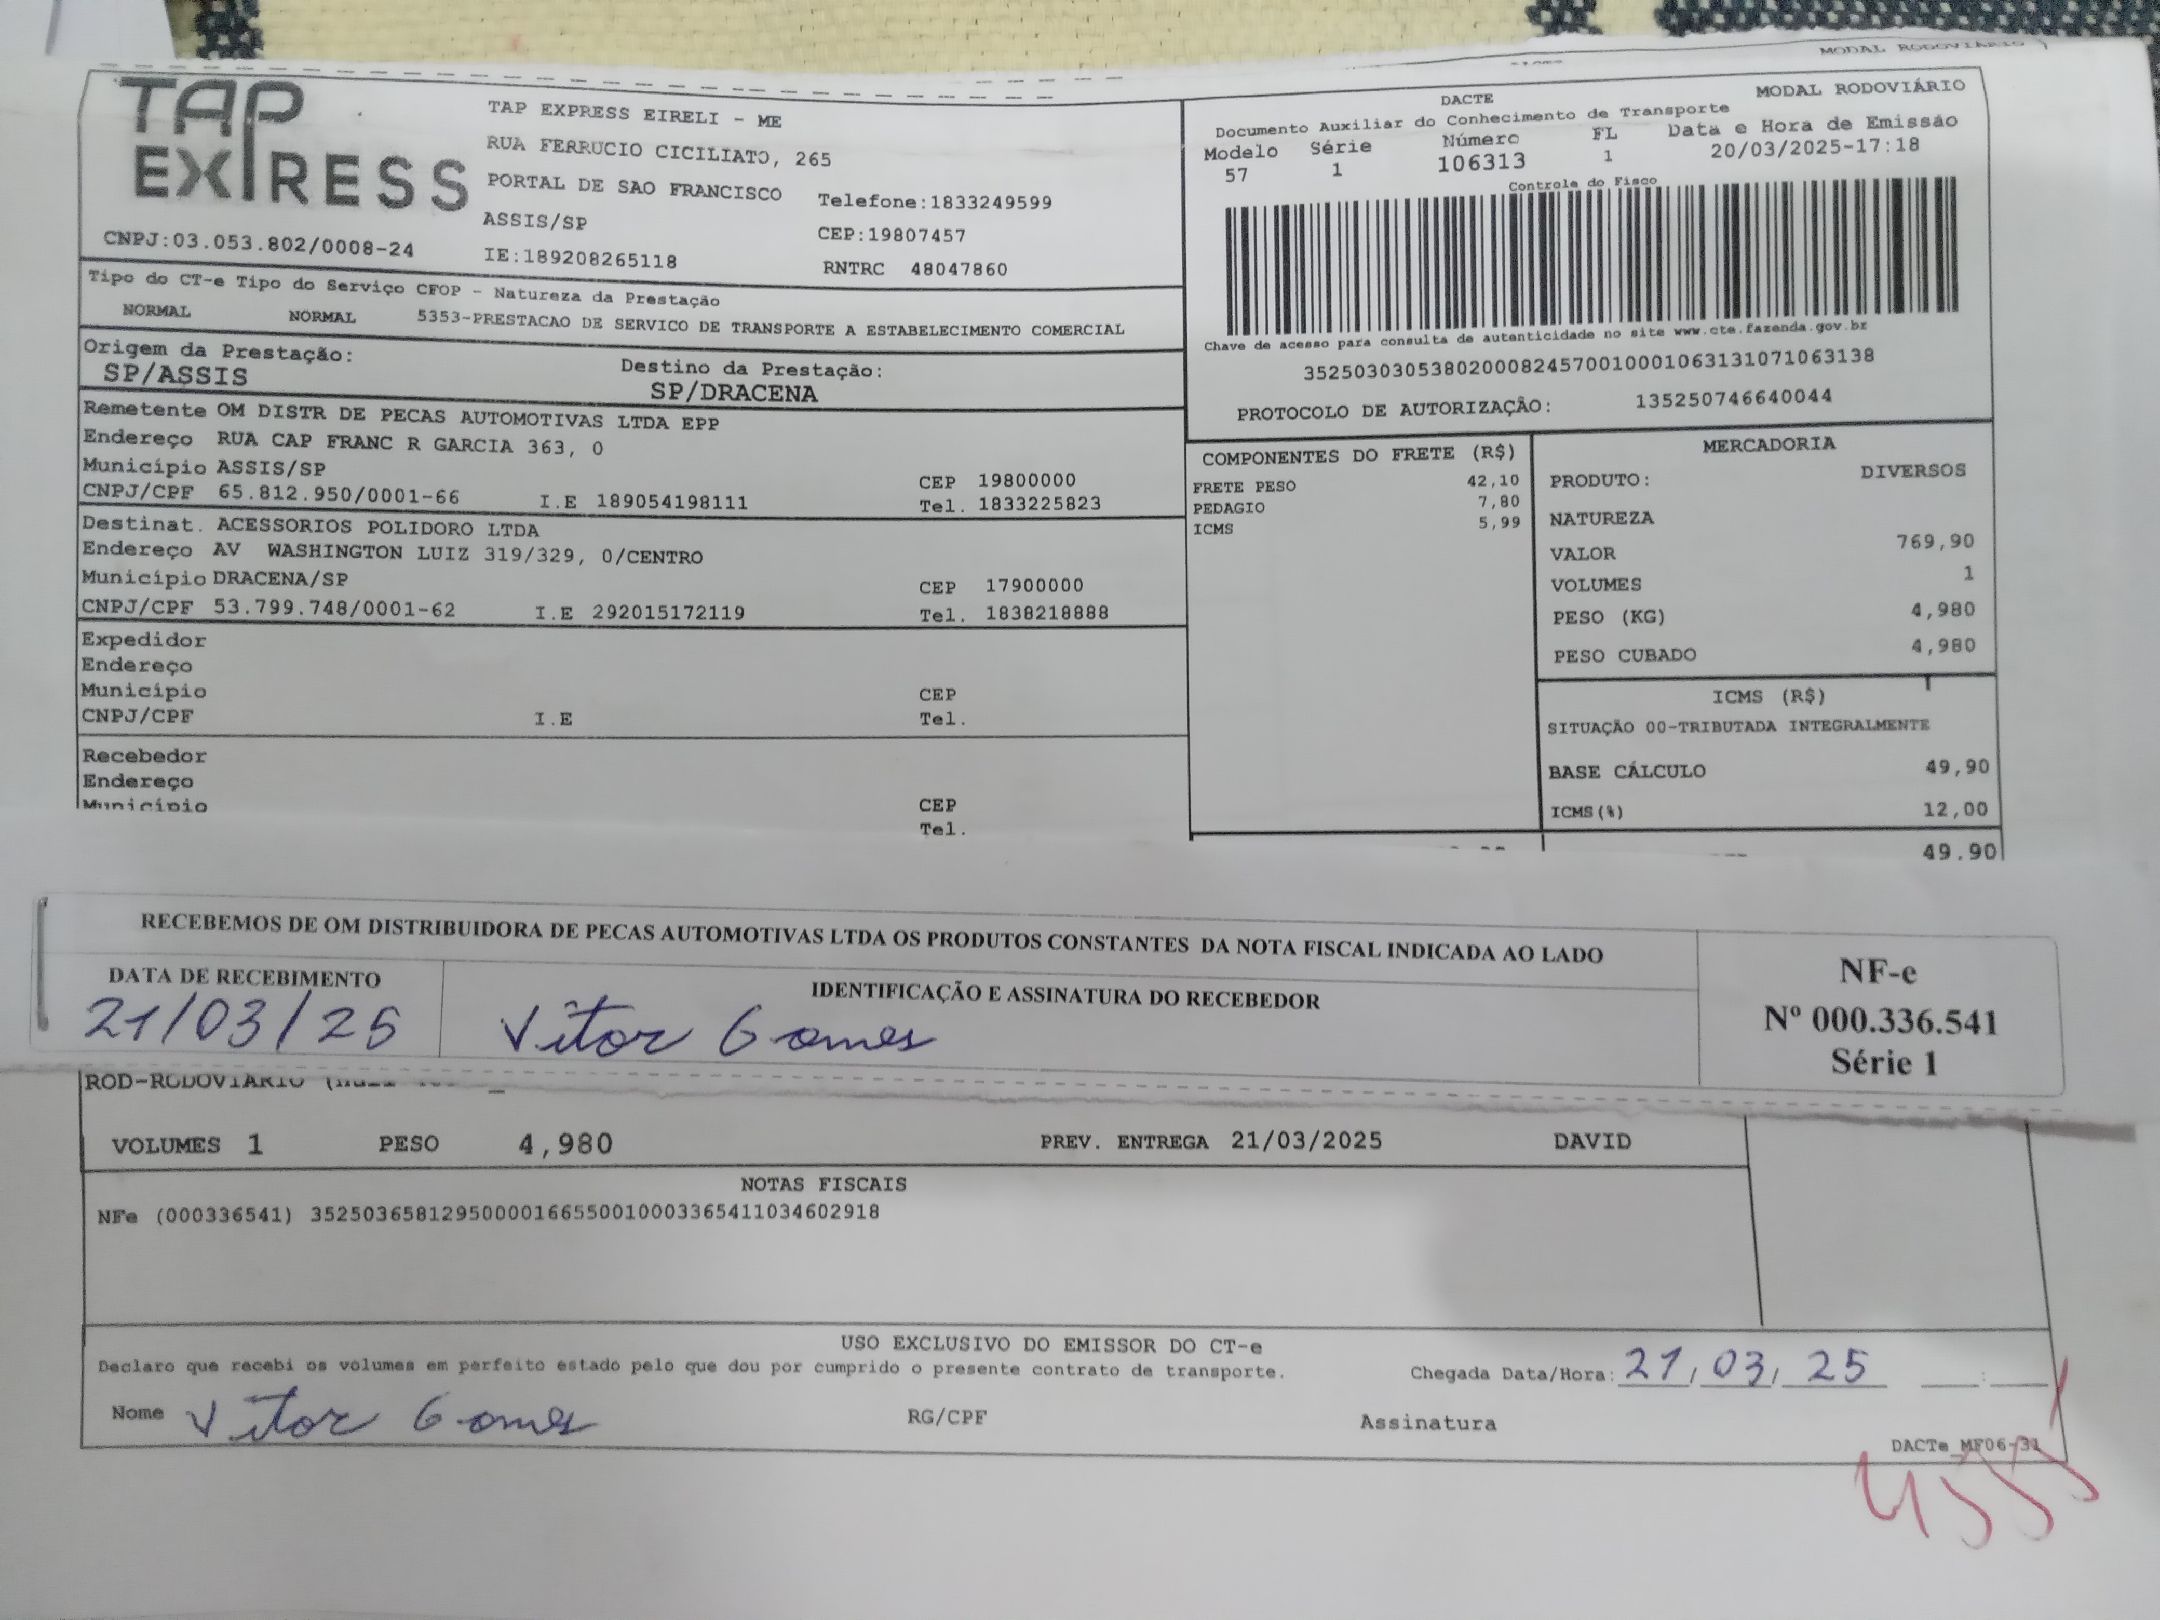 MODAL RODOVIÁRIO
TAP EXPRESS
TAP EXPRESS EIRELI - ME
RUA FERRUCIO CICILIATO, 265
PORTAL DE SAO FRANCISCO
Telefone:1833249599
ASSIS/SP
CEP:19807457
CNPJ:03.053.802/0008-24
IE:189208265118
RNTRC 48047860
DACTE
MODAL RODOVIÁRIO
Documento Auxiliar do Conhecimento de Transporte
Modelo Série Número FL Data e Hora de Emissão
57 1 106313 1 20/03/2025-17:18
Controle do Fisco
Chave de acesso para consulta de autenticidade no site www.cte.fazenda.gov.br
35250303053802000824570010001063131071063138
PROTOCOLO DE AUTORIZAÇÃO: 135250746640044
Tipo do CT-e Tipo do Serviço CFOP - Natureza da Prestação
NORMAL NORMAL 5353-PRESTACAO DE SERVICO DE TRANSPORTE A ESTABELECIMENTO COMERCIAL
Origem da Prestação: Destino da Prestação:
SP/ASSIS SP/DRACENA
Remetente OM DISTR DE PECAS AUTOMOTIVAS LTDA EPP
Endereço RUA CAP FRANC R GARCIA 363, 0
Município ASSIS/SP CEP 19800000
CNPJ/CPF 65.812.950/0001-66 I.E 189054198111 Tel. 1833225823
Destinat. ACESSORIOS POLIDORO LTDA
Endereço AV WASHINGTON LUIZ 319/329, 0/CENTRO
Município DRACENA/SP CEP 17900000
CNPJ/CPF 53.799.748/0001-62 I.E 292015172119 Tel. 1838218888
Expedidor
Endereço
Município CEP
CNPJ/CPF I.E Tel.
Recebedor
Endereço
Município CEP
Tel.
COMPONENTES DO FRETE (R$)
FRETE PESO 42,10
PEDAGIO 7,80
ICMS 5,99
MERCADORIA
PRODUTO: DIVERSOS
NATUREZA
VALOR 769,90
VOLUMES 1
PESO (KG) 4,980
PESO CUBADO 4,980
ICMS (R$)
SITUAÇÃO 00-TRIBUTADA INTEGRALMENTE
BASE CÁLCULO 49,90
ICMS(%) 12,00
49.90
RECEBEMOS DE OM DISTRIBUIDORA DE PECAS AUTOMOTIVAS LTDA OS PRODUTOS CONSTANTES DA NOTA FISCAL INDICADA AO LADO
DATA DE RECEBIMENTO
21/03/25
IDENTIFICAÇÃO E ASSINATURA DO RECEBEDOR
Vitor Gomes
NF-e
Nº 000.336.541
Série 1
ROD-RODOVIÁRIO
VOLUMES 1 PESO 4,980 PREV. ENTREGA 21/03/2025 DAVID
NOTAS FISCAIS
NFe (000336541) 35250365812950000166550010003365411034602918
USO EXCLUSIVO DO EMISSOR DO CT-e
Declaro que recebi os volumes em perfeito estado pelo que dou por cumprido o presente contrato de transporte.
Chegada Data/Hora: 21/03/25 :
Nome Vitor Gomes RG/CPF Assinatura
DACTe_MF06-31